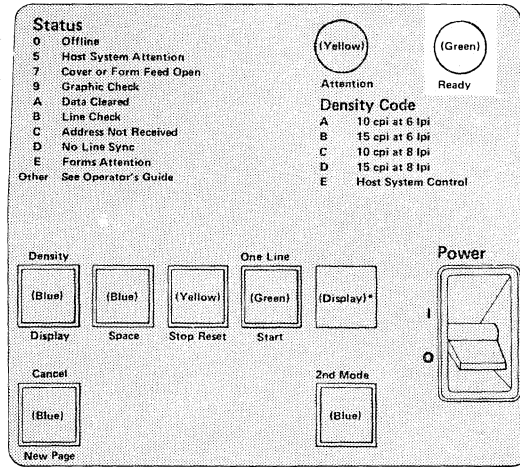 Status
0 Offline
5 Host System Attention
7 Cover or Form Feed Open
9 Graphic Check
A Data Cleared
B Line Check
C Address Not Received
D No Line Sync
E Forms Attention
Other See Operator's Guide
(Yellow)
Attention
(Green)
Ready
Density Code
A 10 cpi at 6 lpi
B 15 cpi at 6 lpi
C 10 cpi at 8 lpi
D 15 cpi at 8 lpi
E Host System Control
Density
(Blue)
Display
(Blue)
Space
(Yellow)
Stop Reset
One Line
(Green)
Start
(Display)*
Power
I
O
Cancel
(Blue)
New Page
2nd Mode
(Blue)